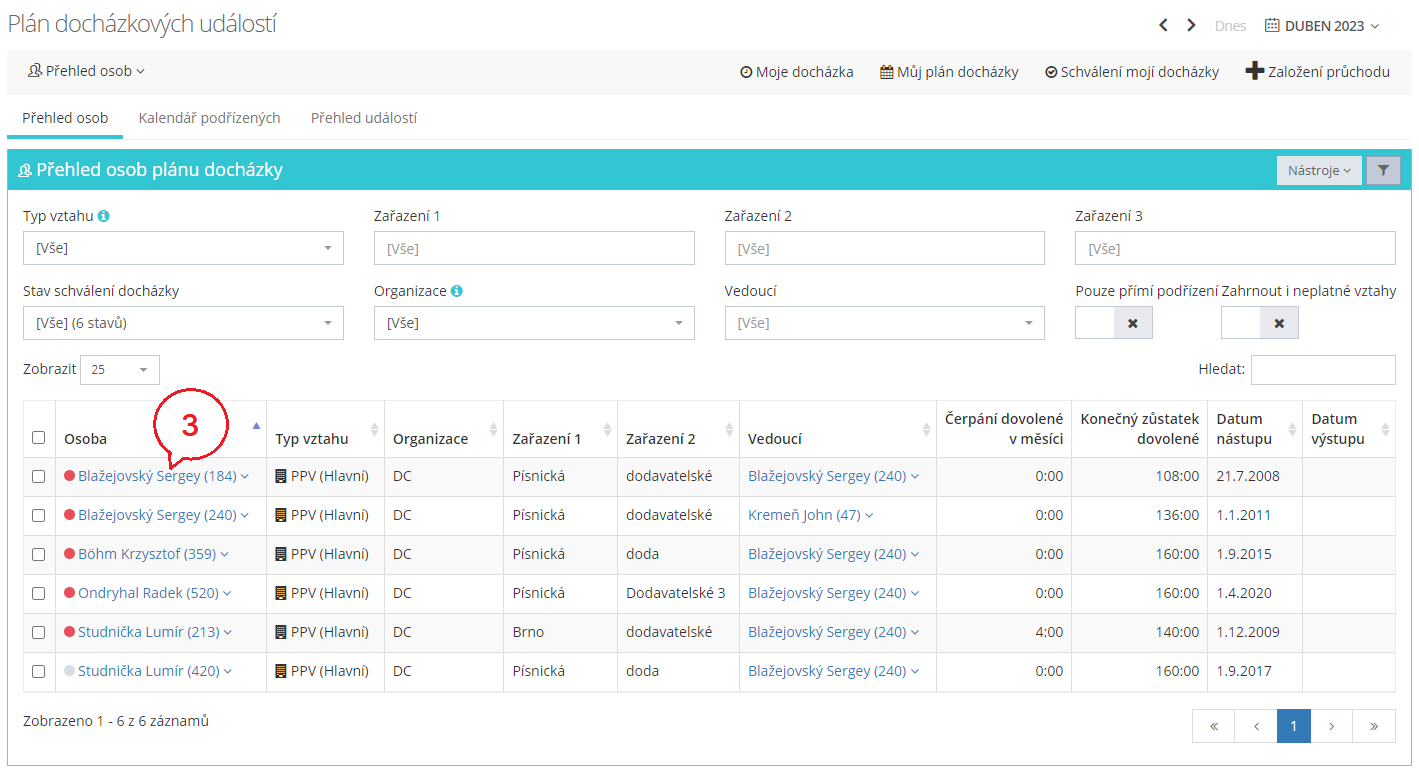 Plán docházkových událostí
Dnes DUBEN 2023
Přehled osob Moje docházka Můj plán docházky Schválení mojí docházky Založení průchodu
Přehled osob Kalendář podřízených Přehled událostí
Přehled osob plánu docházky Nástroje
Typ vztahu Zařazení 1 Zařazení 2 Zařazení 3
[Vše] [Vše] [Vše] [Vše]
Stav schválení docházky Organizace Vedoucí Pouze přímí podřízení Zahrnout i neplatné vztahy
[Vše] (6 stavů) [Vše] [Vše]
Zobrazit 25 Hledat:
3
Osoba Typ vztahu Organizace Zařazení 1 Zařazení 2 Vedoucí Čerpání dovolené v měsíci Konečný zůstatek dovolené Datum nástupu Datum výstupu
Blažejovský Sergey (184) PPV (Hlavní) DC Písnická dodavatelské Blažejovský Sergey (240) 0:00 108:00 21.7.2008
Blažejovský Sergey (240) PPV (Hlavní) DC Písnická dodavatelské Kremeň John (47) 0:00 136:00 1.1.2011
Böhm Krzysztof (359) PPV (Hlavní) DC Písnická doda Blažejovský Sergey (240) 0:00 160:00 1.9.2015
Ondryhal Radek (520) PPV (Hlavní) DC Písnická Dodavatelské 3 Blažejovský Sergey (240) 0:00 160:00 1.4.2020
Studnička Lumír (213) PPV (Hlavní) DC Brno dodavatelské Blažejovský Sergey (240) 4:00 140:00 1.12.2009
Studnička Lumír (420) PPV (Hlavní) DC Písnická doda Blažejovský Sergey (240) 0:00 160:00 1.9.2017
Zobrazeno 1 - 6 z 6 záznamů
« ‹ 1 › »